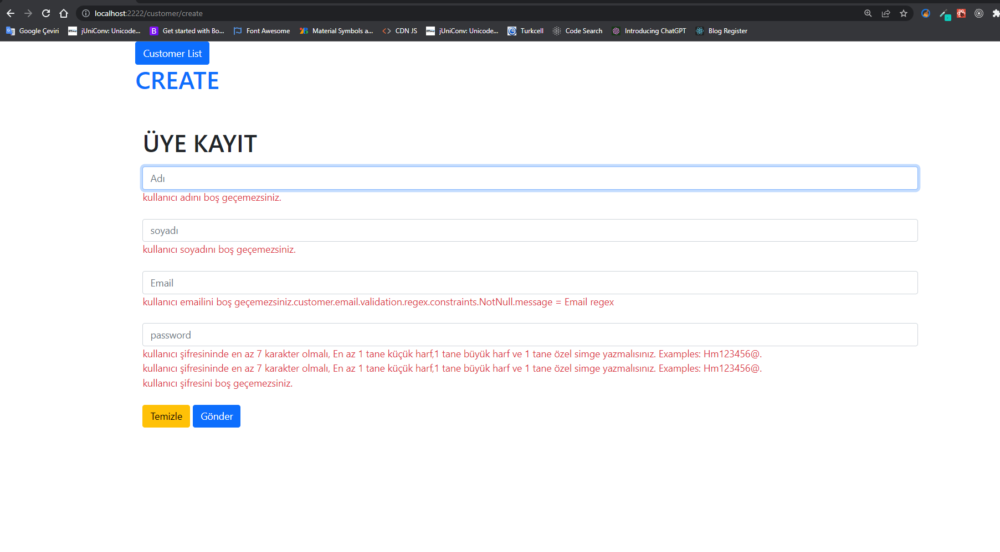 localhost:2222/customer/create
Google Çeviri jUniConv: Unicode... Get started with Bo... Font Awesome Material Symbols a... CDN JS jUniConv: Unicode... Turkcell Code Search Introducing ChatGPT Blog Register
Customer List
CREATE
ÜYE KAYIT
Adı
kullanıcı adını boş geçemezsiniz.
soyadı
kullanıcı soyadını boş geçemezsiniz.
Email
kullanıcı emailini boş geçemezsiniz.customer.email.validation.regex.constraints.NotNull.message = Email regex
password
kullanıcı şifresininde en az 7 karakter olmalı, En az 1 tane küçük harf,1 tane büyük harf ve 1 tane özel simge yazmalısınız. Examples: Hm123456@.
kullanıcı şifresininde en az 7 karakter olmalı, En az 1 tane küçük harf,1 tane büyük harf ve 1 tane özel simge yazmalısınız. Examples: Hm123456@.
kullanıcı şifresini boş geçemezsiniz.
Temizle Gönder